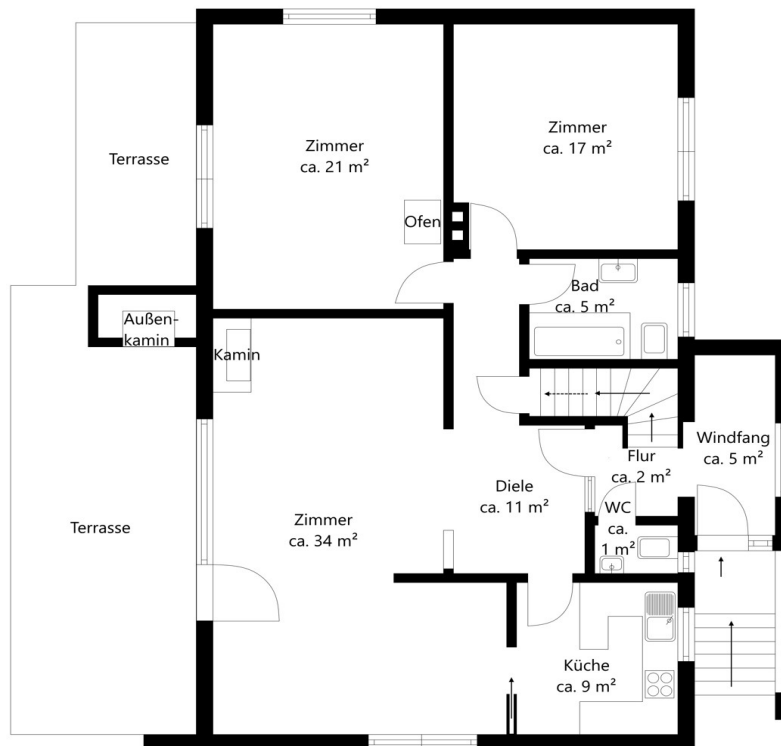 Zimmer
ca. 21 m²
Zimmer
ca. 17 m²
Terrasse
Ofen
Bad
ca. 5 m²
Außen-
kamin
Kamin
Windfang
ca. 5 m²
Flur
ca. 2 m²
Diele
ca. 11 m²
WC
ca.
1 m²
Zimmer
ca. 34 m²
Terrasse
Küche
ca. 9 m²